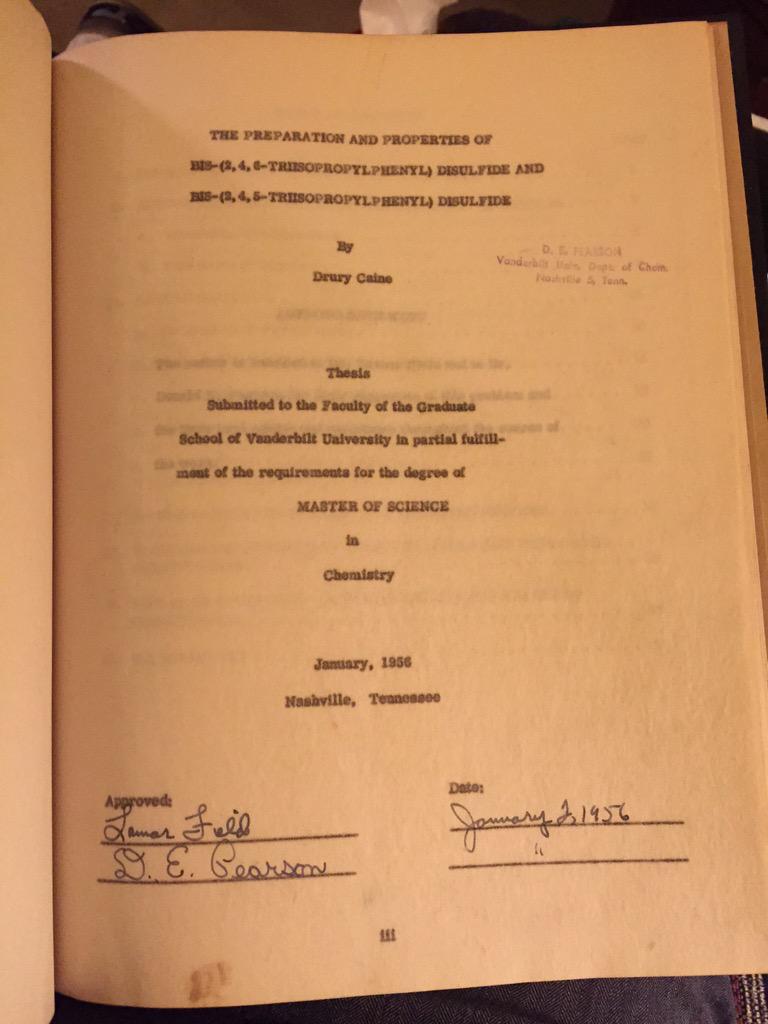 THE PREPARATION AND PROPERTIES OF
BIS-(2,4,6-TRIISOPROPYLPHENYL) DISULFIDE AND
BIS-(2,4,5-TRIISOPROPYLPHENYL) DISULFIDE
By
Drury Caine
D. E. PEARSON
Vanderbilt Univ. Dept. of Chem.
Nashville 5, Tenn.
Thesis
Submitted to the Faculty of the Graduate
School of Vanderbilt University in partial fulfill-
ment of the requirements for the degree of
MASTER OF SCIENCE
in
Chemistry
January, 1956
Nashville, Tennessee
Approved:
Date:
Lamar Field
January 1956
D. E. Pearson
"
iii